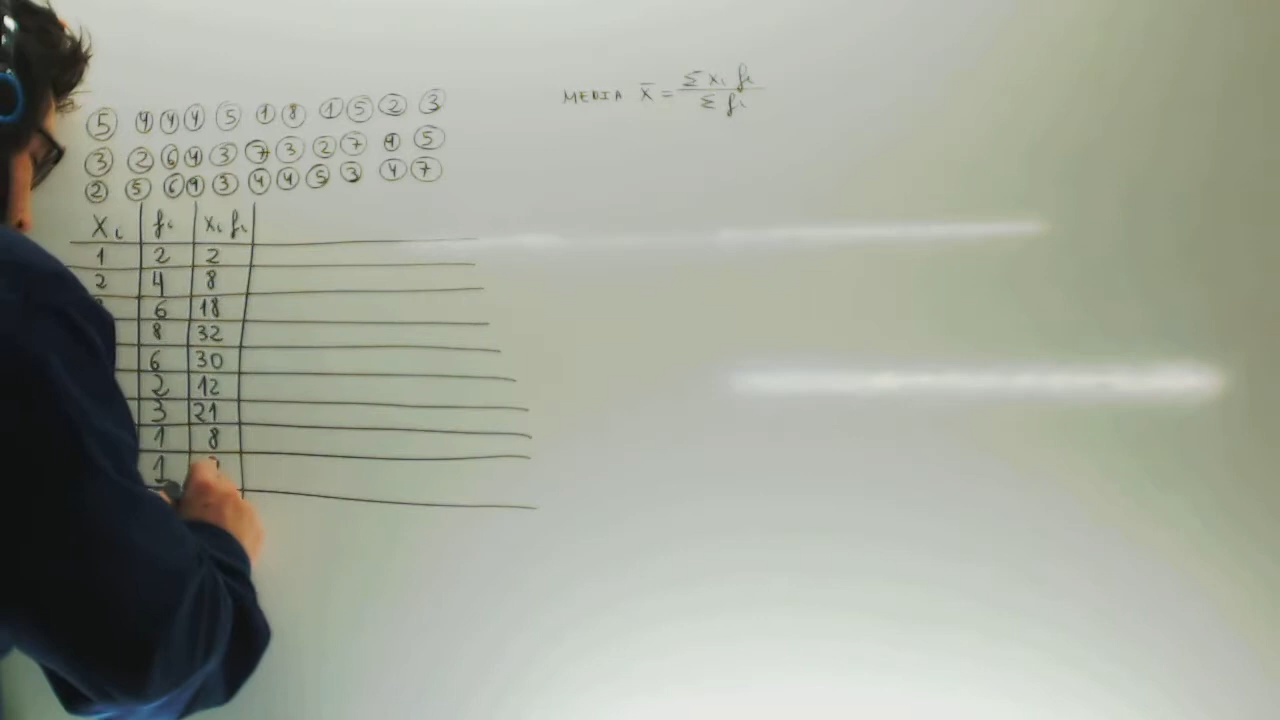 MEDIA x̄ = Σ xi fi / Σ fi
5 4 4 4 5 1 8 1 5 2 3
3 2 6 4 3 7 3 2 7 4 5
2 5 6 9 3 4 4 5 3 4 7
Xi fi xi fi
1 2 2
2 4 8
6 18
8 32
6 30
2 12
3 21
1 8
1